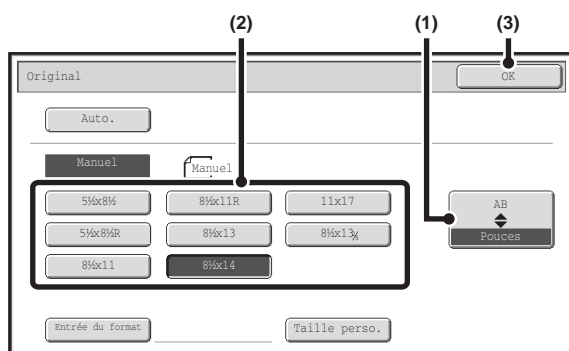 (2) (1) (3)
Original OK
Auto.
Manuel Manuel
5½x8½ 8½x11R 11x17
AB
5½x8½R 8½x13 8½x13⅖
Pouces
8½x11 8½x14
Entrée du format Taille perso.